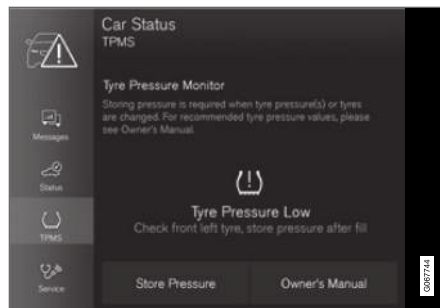 Car Status
TPMS
Tyre Pressure Monitor
Storing pressure is required when tyre pressure(s) or tyres
are changed. For recommended tyre pressure values, please
see Owner's Manual.
Messages
Status
TPMS
Service
Tyre Pressure Low
Check front left tyre, store pressure after fill
Store Pressure
Owner's Manual
G067744